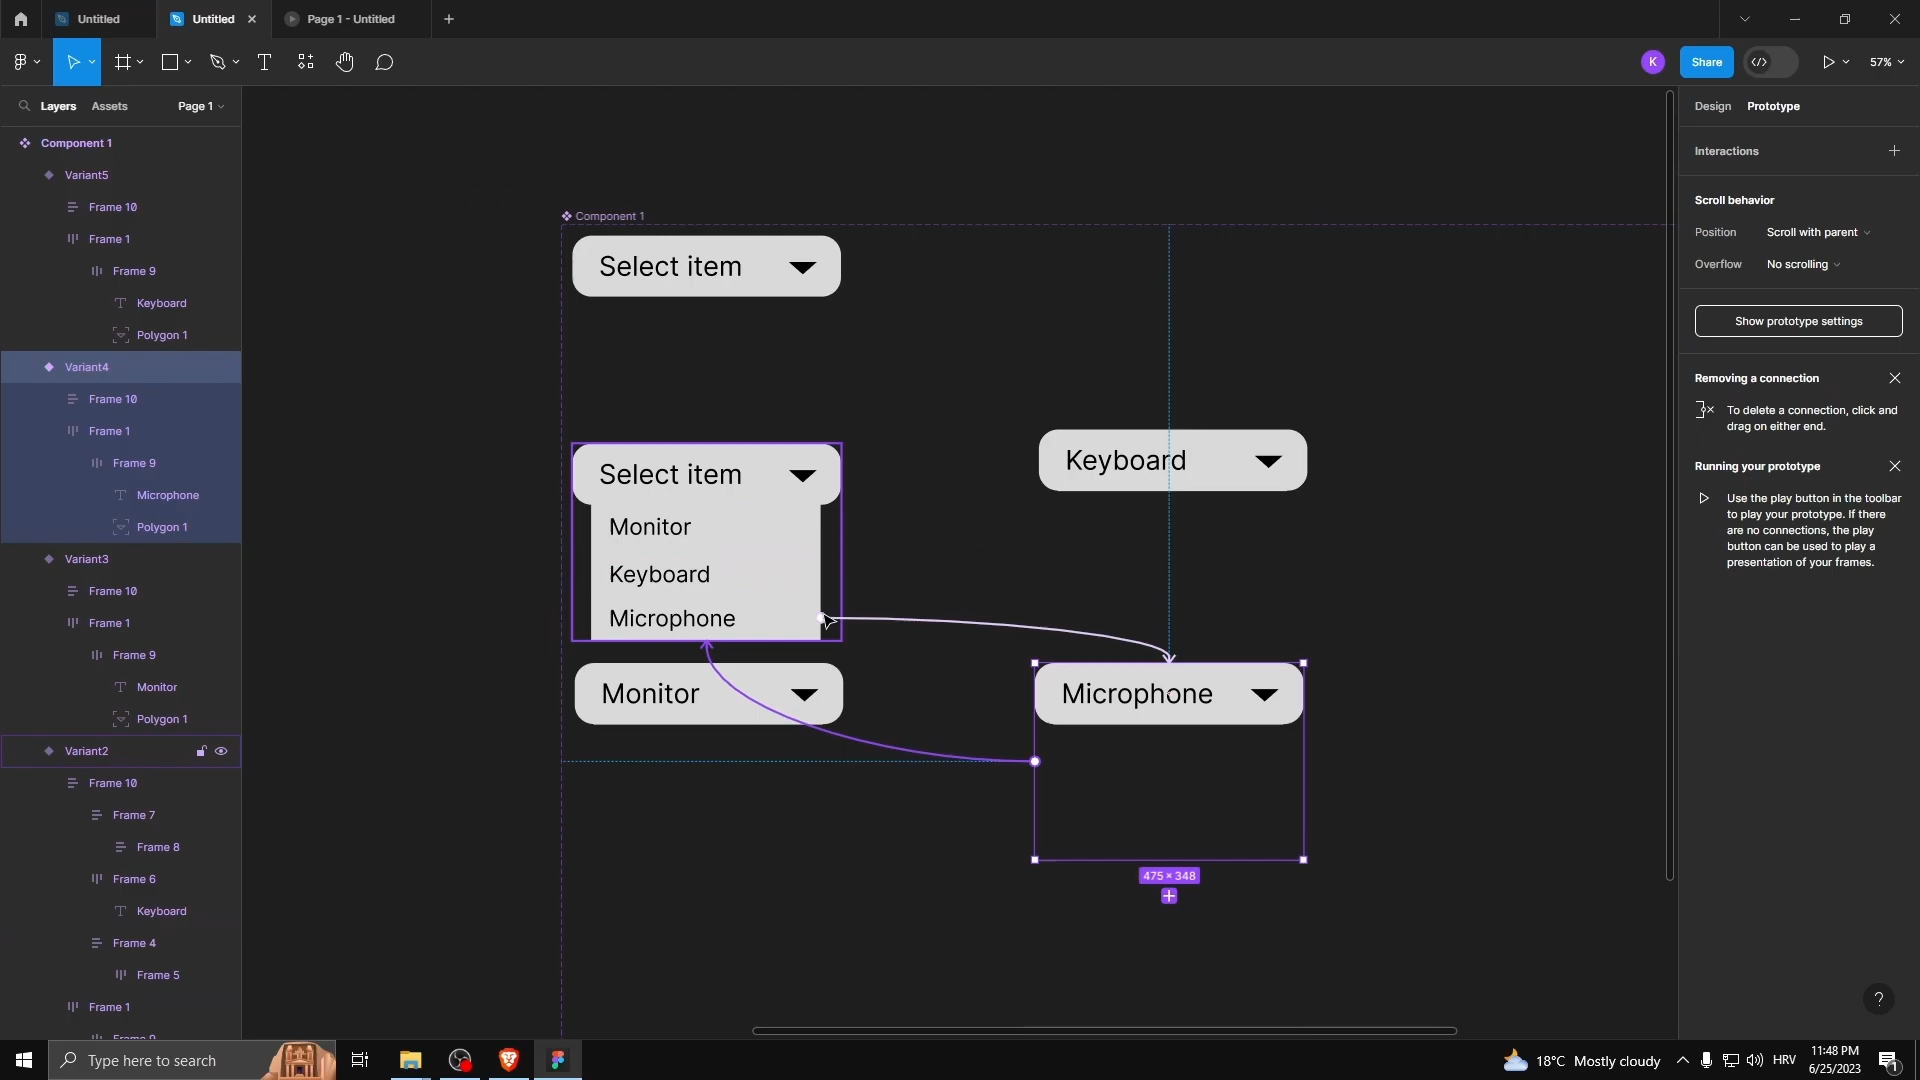 Untitled
Untitled
Page 1 - Untitled
K
Share
57%
Layers
Assets
Page 1
Design
Prototype
Component 1
Variant5
Frame 10
Frame 1
Frame 9
Keyboard
Polygon 1
Variant4
Frame 10
Frame 1
Frame 9
Microphone
Polygon 1
Variant3
Frame 10
Frame 1
Frame 9
Monitor
Polygon 1
Variant2
Frame 10
Frame 7
Frame 8
Frame 6
Keyboard
Frame 4
Frame 5
Frame 1
Frame 9
Component 1
Select item
Select item
Monitor
Keyboard
Microphone
Keyboard
Monitor
Microphone
475 × 348
Interactions
Scroll behavior
Position
Scroll with parent
Overflow
No scrolling
Show prototype settings
Removing a connection
To delete a connection, click and
drag on either end.
Running your prototype
Use the play button in the toolbar
to play your prototype. If there
are no connections, the play
button can be used to play a
presentation of your frames.
?
Type here to search
18°C Mostly cloudy
HRV
11:48 PM
6/25/2023
1